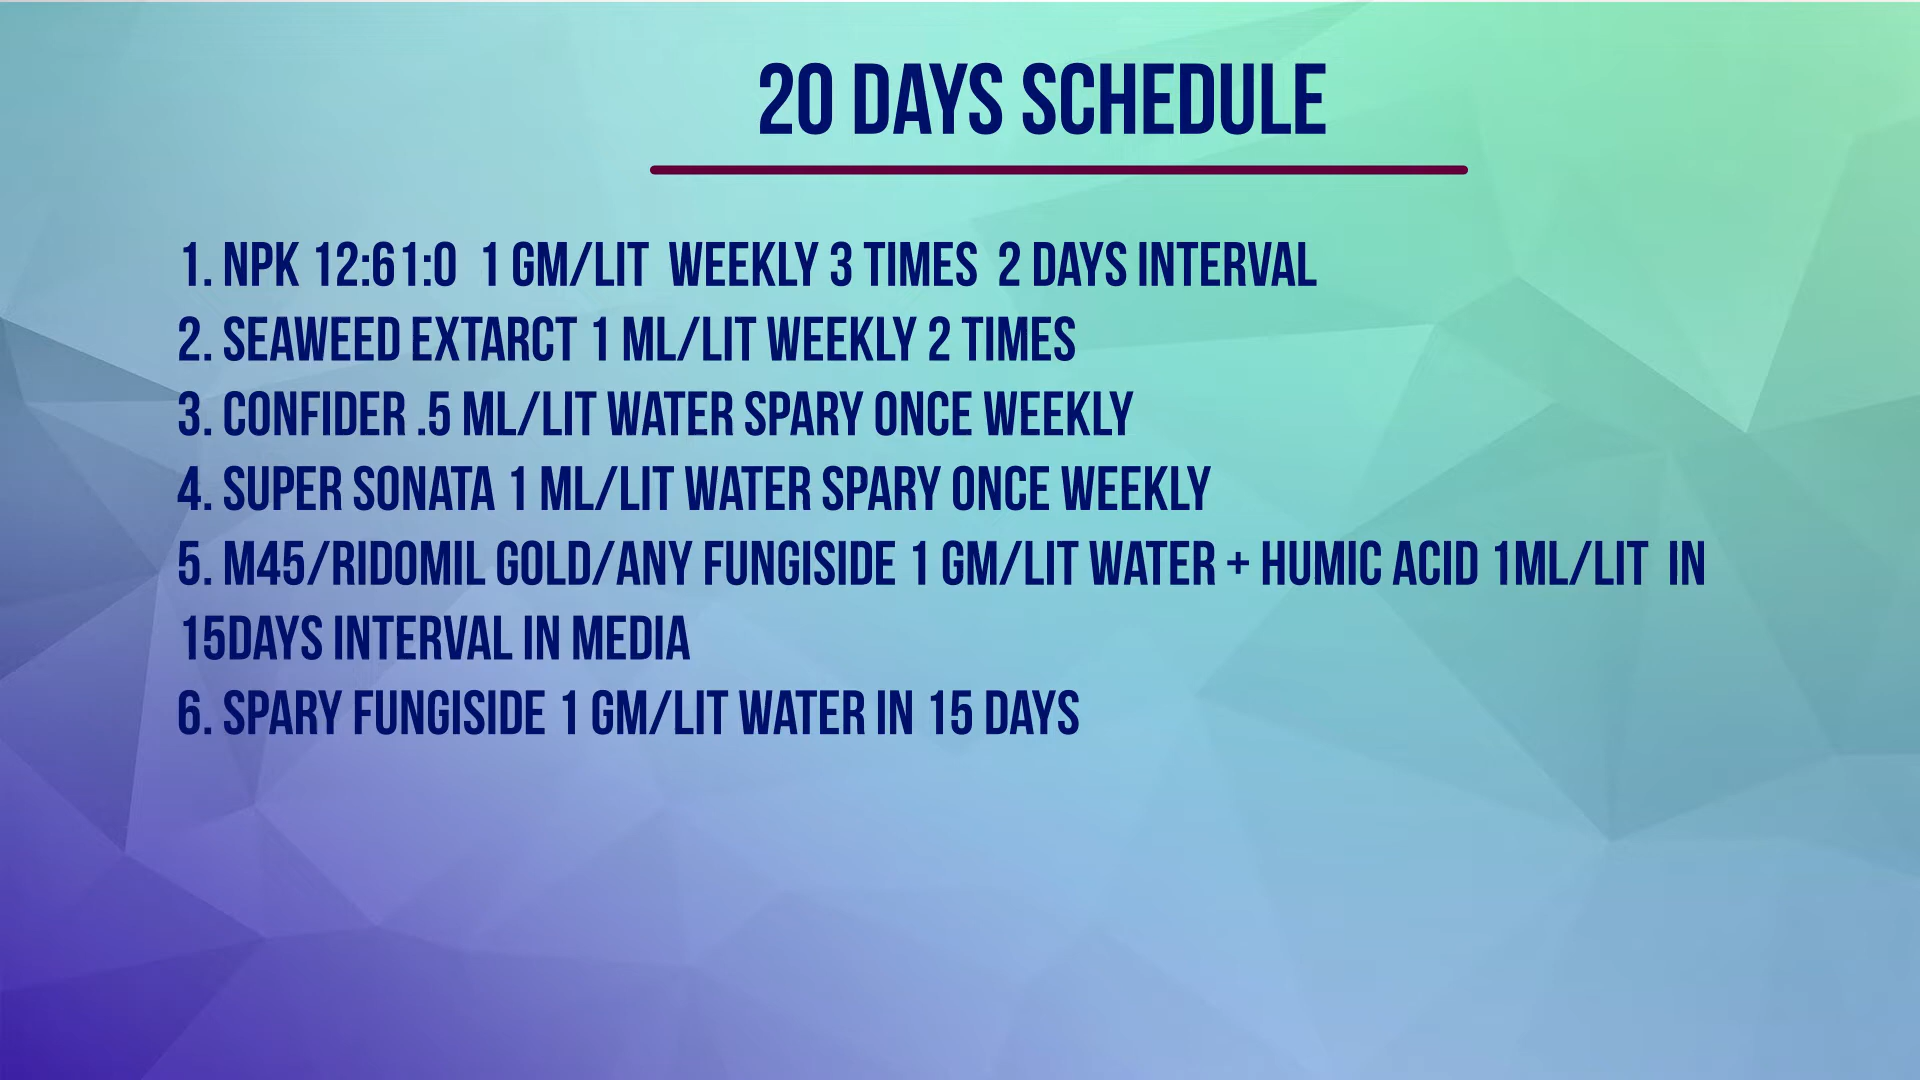 20 DAYS SCHEDULE
1. NPK 12:61:0 1 GM/LIT WEEKLY 3 TIMES 2 DAYS INTERVAL
2. SEAWEED EXTARCT 1 ML/LIT WEEKLY 2 TIMES
3. CONFIDER .5 ML/LIT WATER SPARY ONCE WEEKLY
4. SUPER SONATA 1 ML/LIT WATER SPARY ONCE WEEKLY
5. M45/RIDOMIL GOLD/ANY FUNGISIDE 1 GM/LIT WATER + HUMIC ACID 1ML/LIT IN
15DAYS INTERVAL IN MEDIA
6. SPARY FUNGISIDE 1 GM/LIT WATER IN 15 DAYS